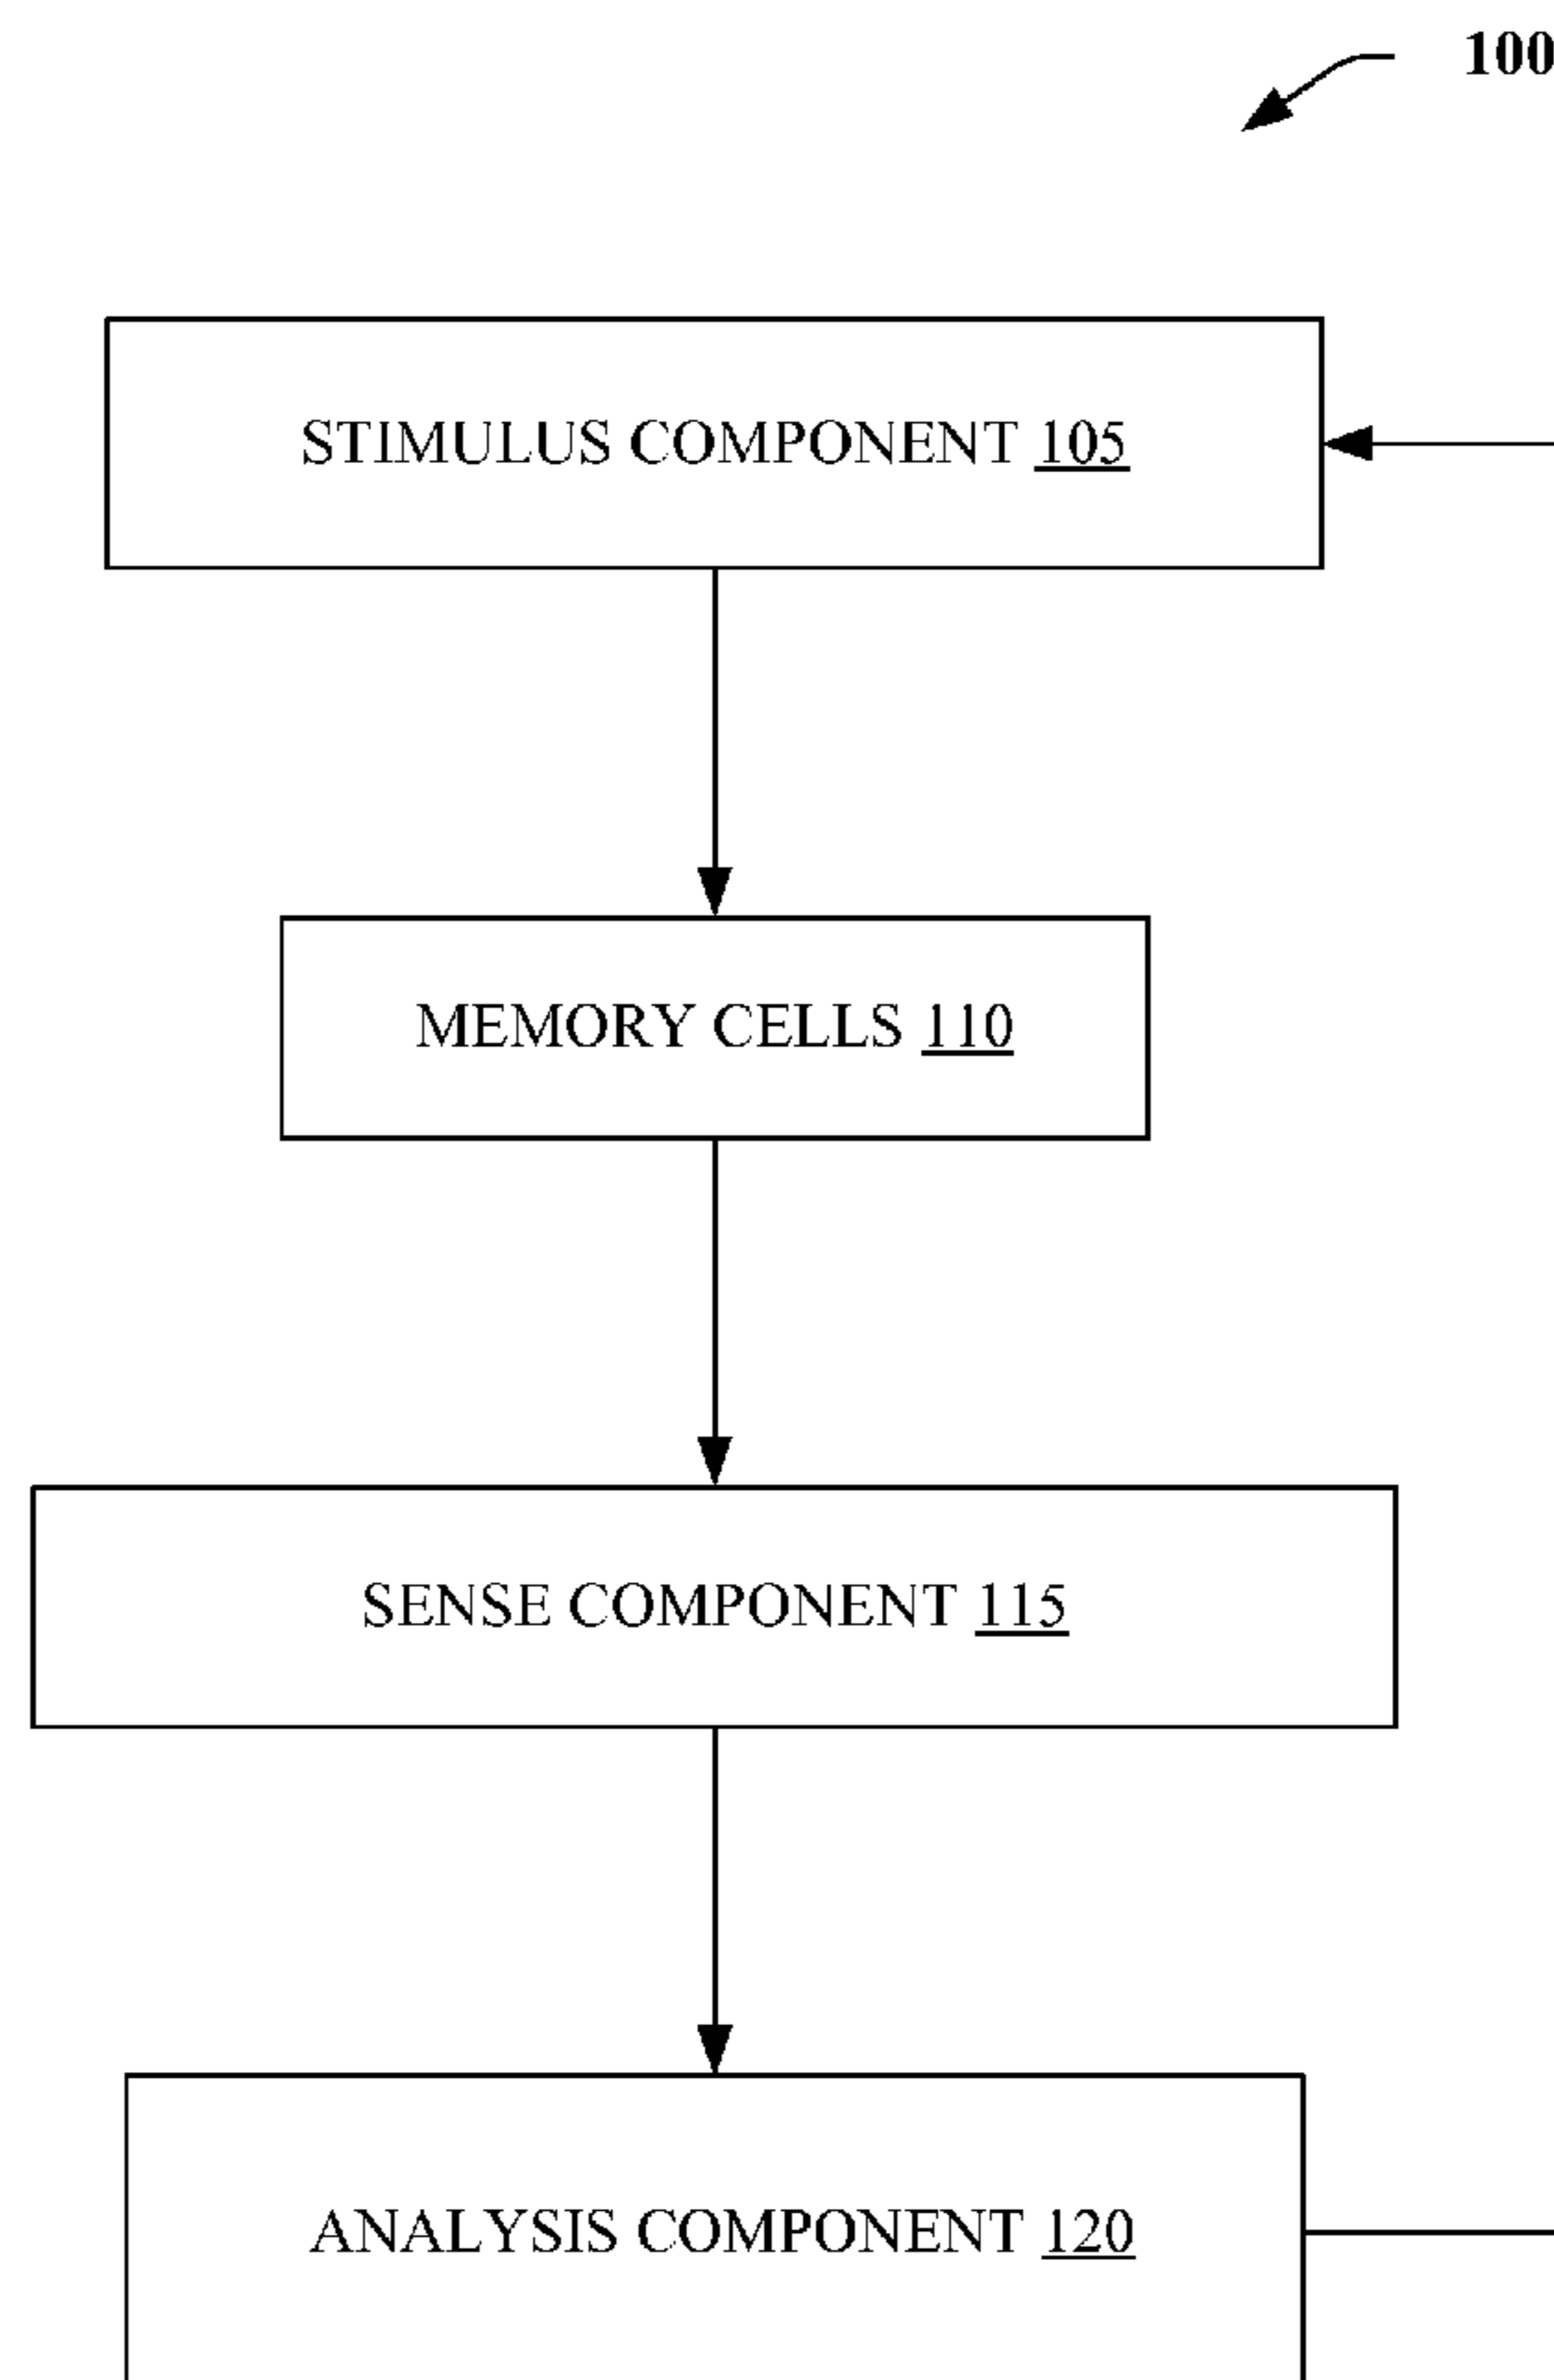 100
STIMULUS COMPONENT 105
MEMORY CELLS 110
SENSE COMPONENT 115
ANALYSIS COMPONENT 120